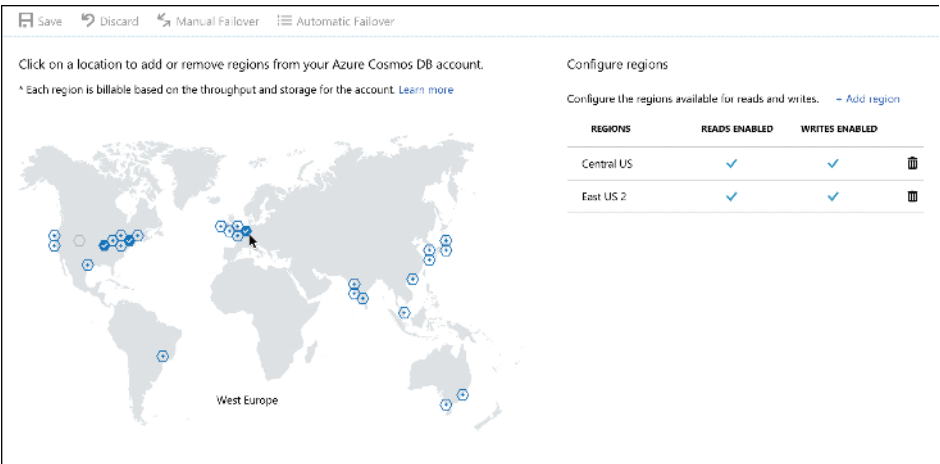 Save Discard Manual Failover Automatic Failover
Click on a location to add or remove regions from your Azure Cosmos DB account.
* Each region is billable based on the throughput and storage for the account. Learn more
West Europe
Configure regions
Configure the regions available for reads and writes. + Add region
REGIONS READS ENABLED WRITES ENABLED
Central US
East US 2